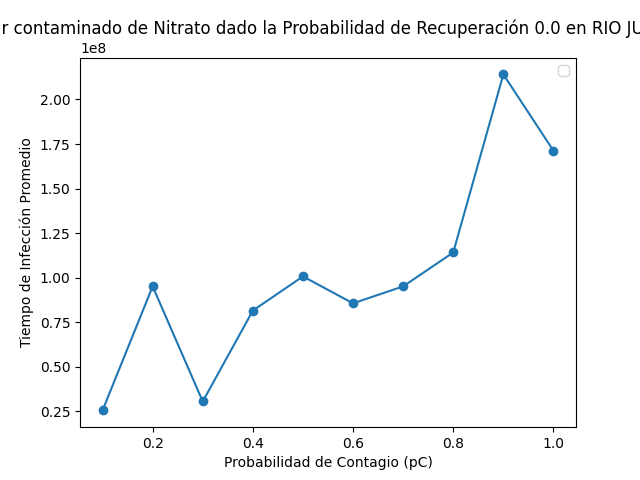 r contaminado de Nitrato dado la Probabilidad de Recuperación 0.0 en RIO JU
1e8
2.00
1.75
1.50
1.25
1.00
0.75
0.50
0.25
Tiempo de Infección Promedio
0.2 0.4 0.6 0.8 1.0
Probabilidad de Contagio (pC)